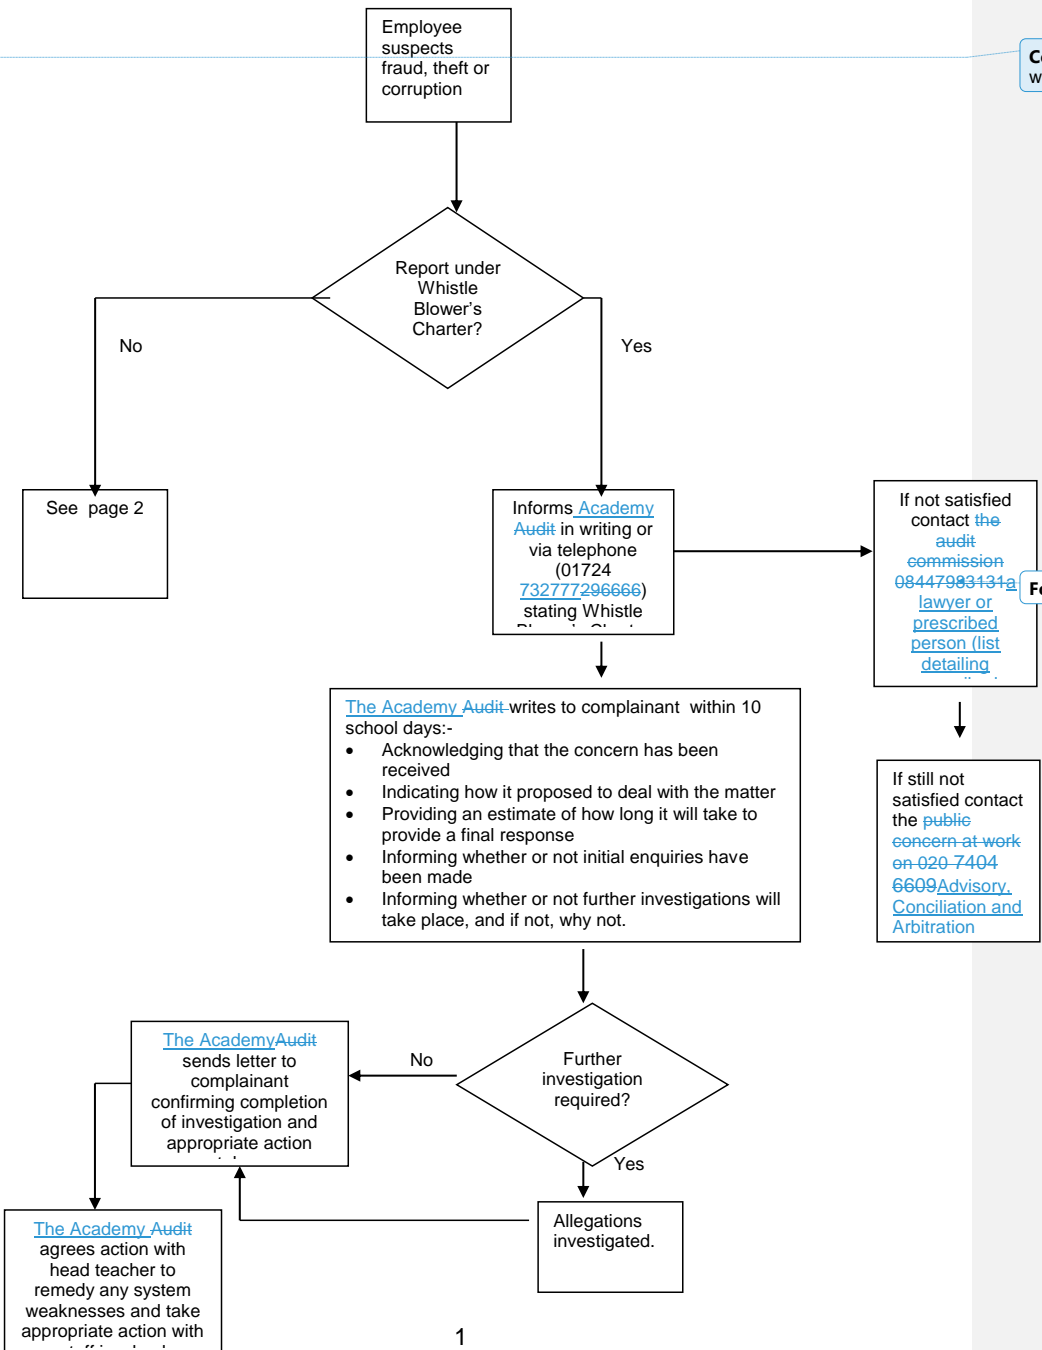 Employee
suspects
fraud, theft or
corruption
Report under
Whistle
Blower's
Charter?
No
Yes
See page 2
Informs Academy
Audit in writing or
via telephone
(01724
732777296666)
stating Whistle
If not satisfied
contact the
audit
commission
08447983131a
lawyer or
prescribed
person (list
detailing
The Academy Audit writes to complainant within 10
school days:-
• Acknowledging that the concern has been
received
• Indicating how it proposed to deal with the matter
• Providing an estimate of how long it will take to
provide a final response
• Informing whether or not initial enquiries have
been made
• Informing whether or not further investigations will
take place, and if not, why not.
If still not
satisfied contact
the public
concern at work
on 020 7404
6609Advisory,
Conciliation and
Arbitration
The AcademyAudit
sends letter to
complainant
confirming completion
of investigation and
appropriate action
No
Further
investigation
required?
Yes
Allegations
investigated.
The Academy Audit
agrees action with
head teacher to
remedy any system
weaknesses and take
appropriate action with
1